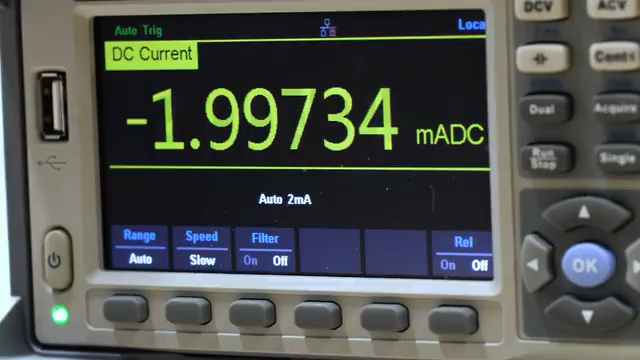 Auto Trig
Loca
DC Current
-1.99734 mADC
Auto 2mA
Range
Speed
Filter
Rel
Auto
Slow
On Off
On Off
DCV
ACV
Cont
Dual
Acquire
Run
Stop
Single
OK